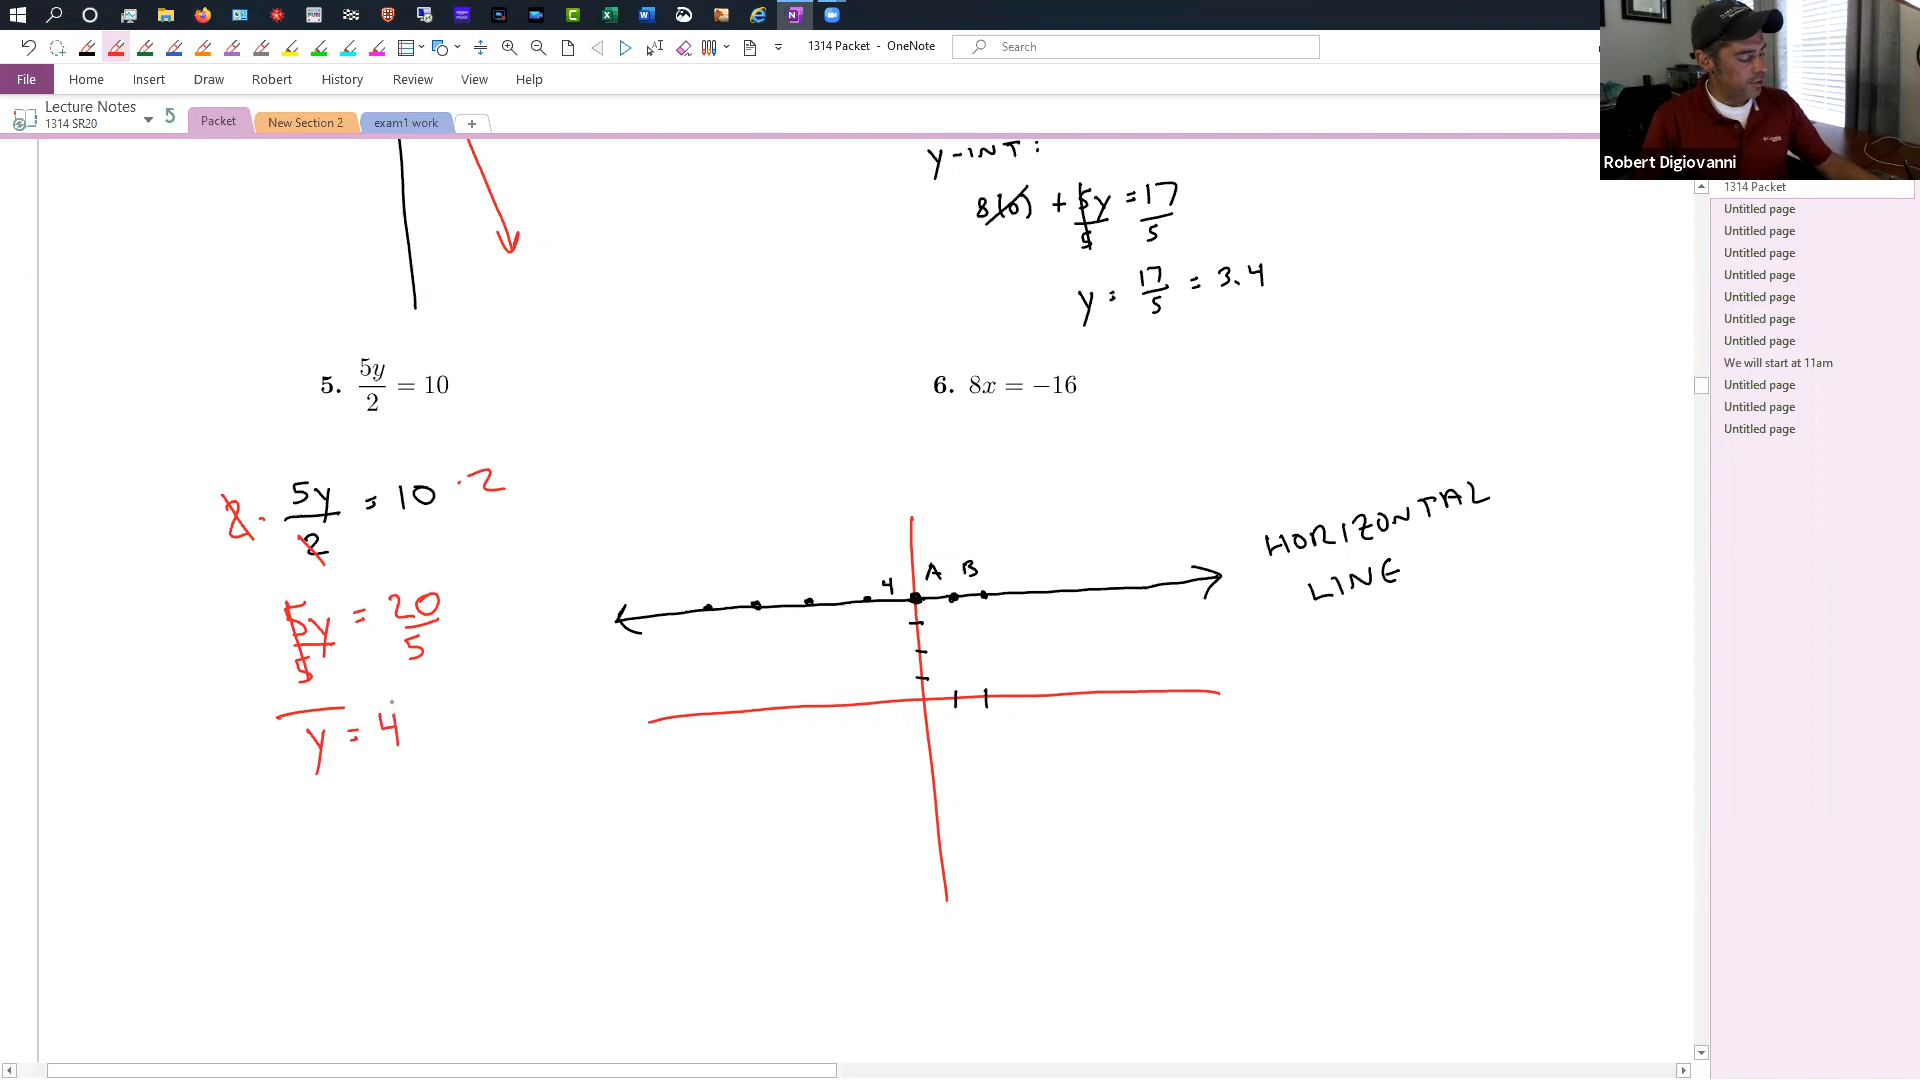 1314 Packet - OneNote
Search
File Home Insert Draw Robert History Review View Help
Lecture Notes
1314 SR20
Packet
New Section 2
exam1 work
+
Robert Digiovanni
1314 Packet
Untitled page
Untitled page
Untitled page
Untitled page
Untitled page
Untitled page
Untitled page
We will start at 11am
Untitled page
Untitled page
Untitled page
Y-INT:
8(0) + 5y/5 = 17/5
y = 17/5 = 3.4
5. 5y/2 = 10
6. 8x = −16
2· 5y/2 = 10 ·2
5y/5 = 20/5
y = 4
4 A B
HORIZONTAL
LINE